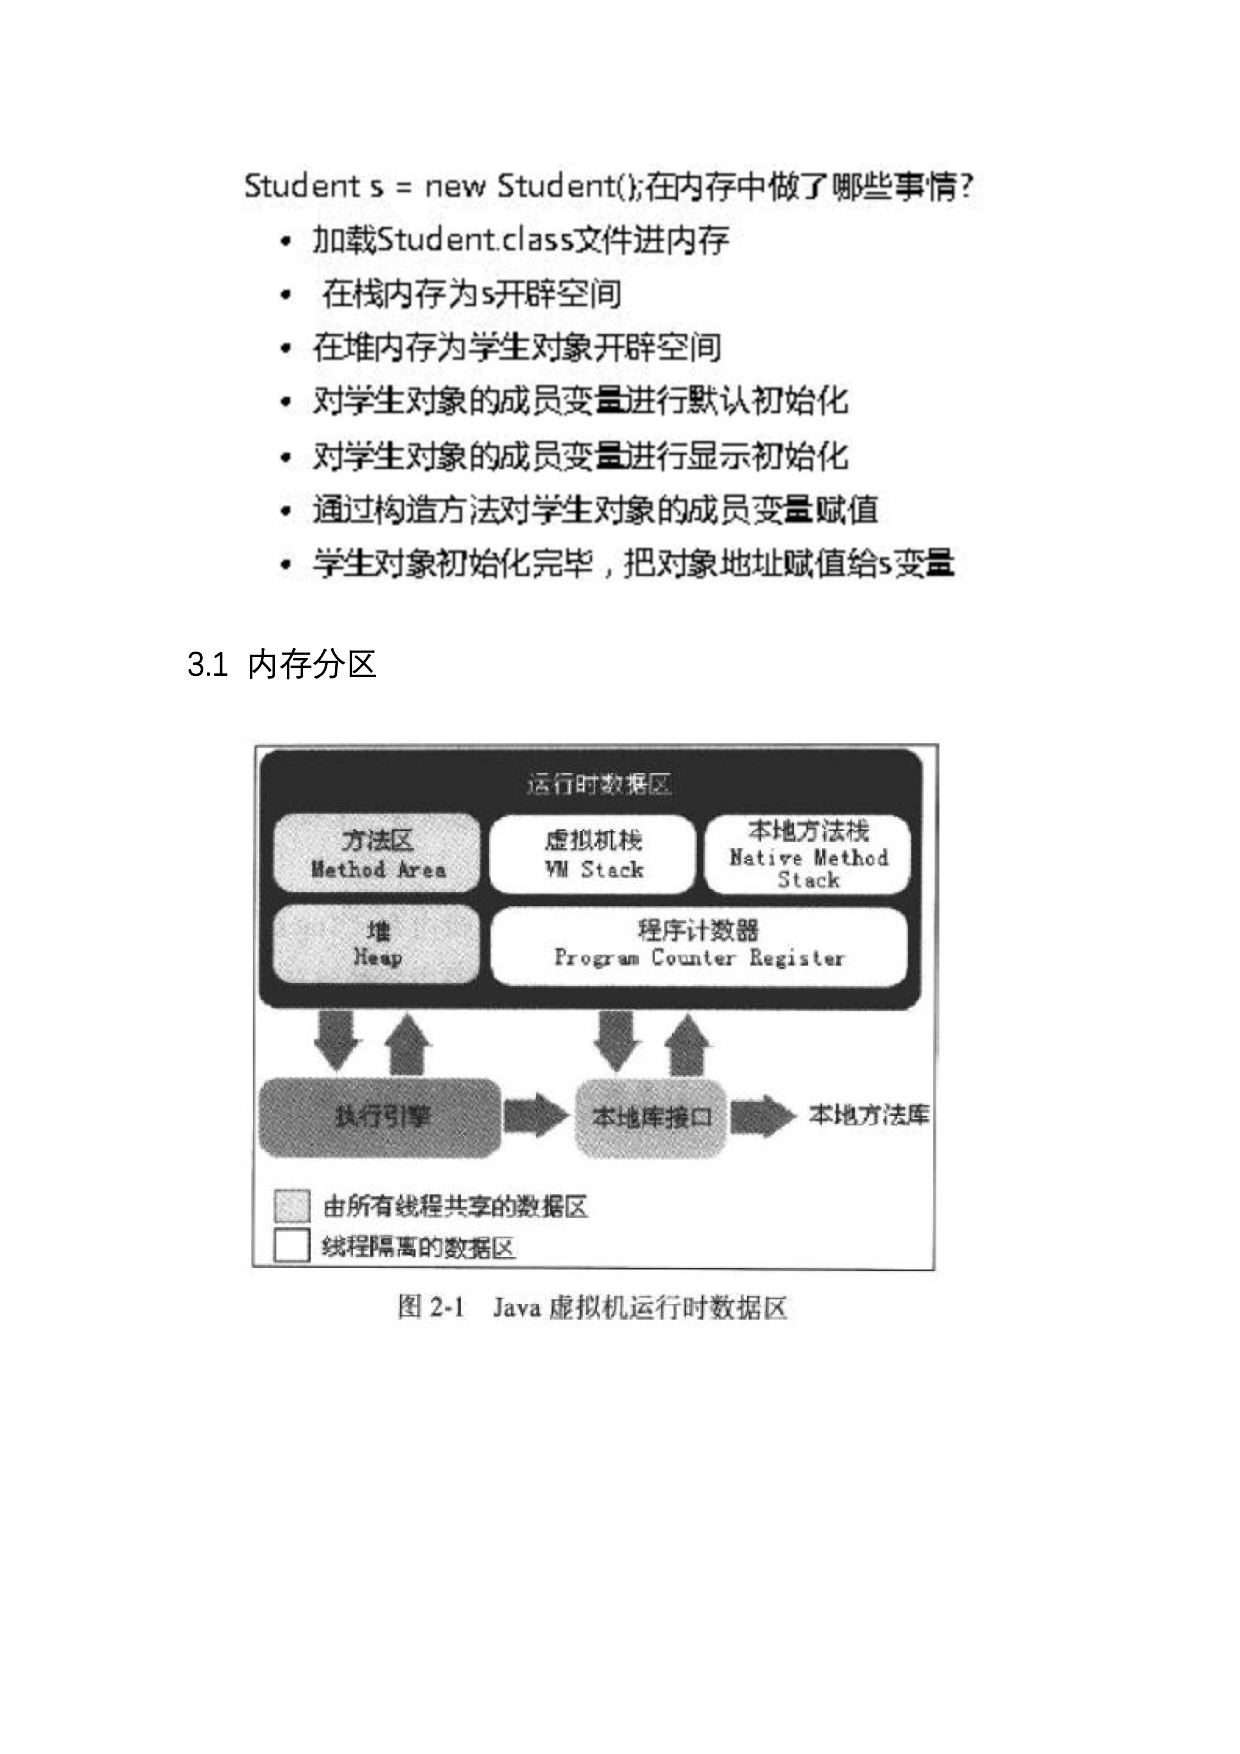 Student s = new Student();在内存中做了哪些事情?
• 加载Student.class文件进内存
• 在栈内存为s开辟空间
• 在堆内存为学生对象开辟空间
• 对学生对象的成员变量进行默认初始化
• 对学生对象的成员变量进行显示初始化
• 通过构造方法对学生对象的成员变量赋值
• 学生对象初始化完毕，把对象地址赋值给s变量
3.1 内存分区
运行时数据区
方法区
Method Area
虚拟机栈
VM Stack
本地方法栈
Native Method
Stack
堆
Heap
程序计数器
Program Counter Register
执行引擎
本地库接口
本地方法库
由所有线程共享的数据区
线程隔离的数据区
图 2-1 Java 虚拟机运行时数据区